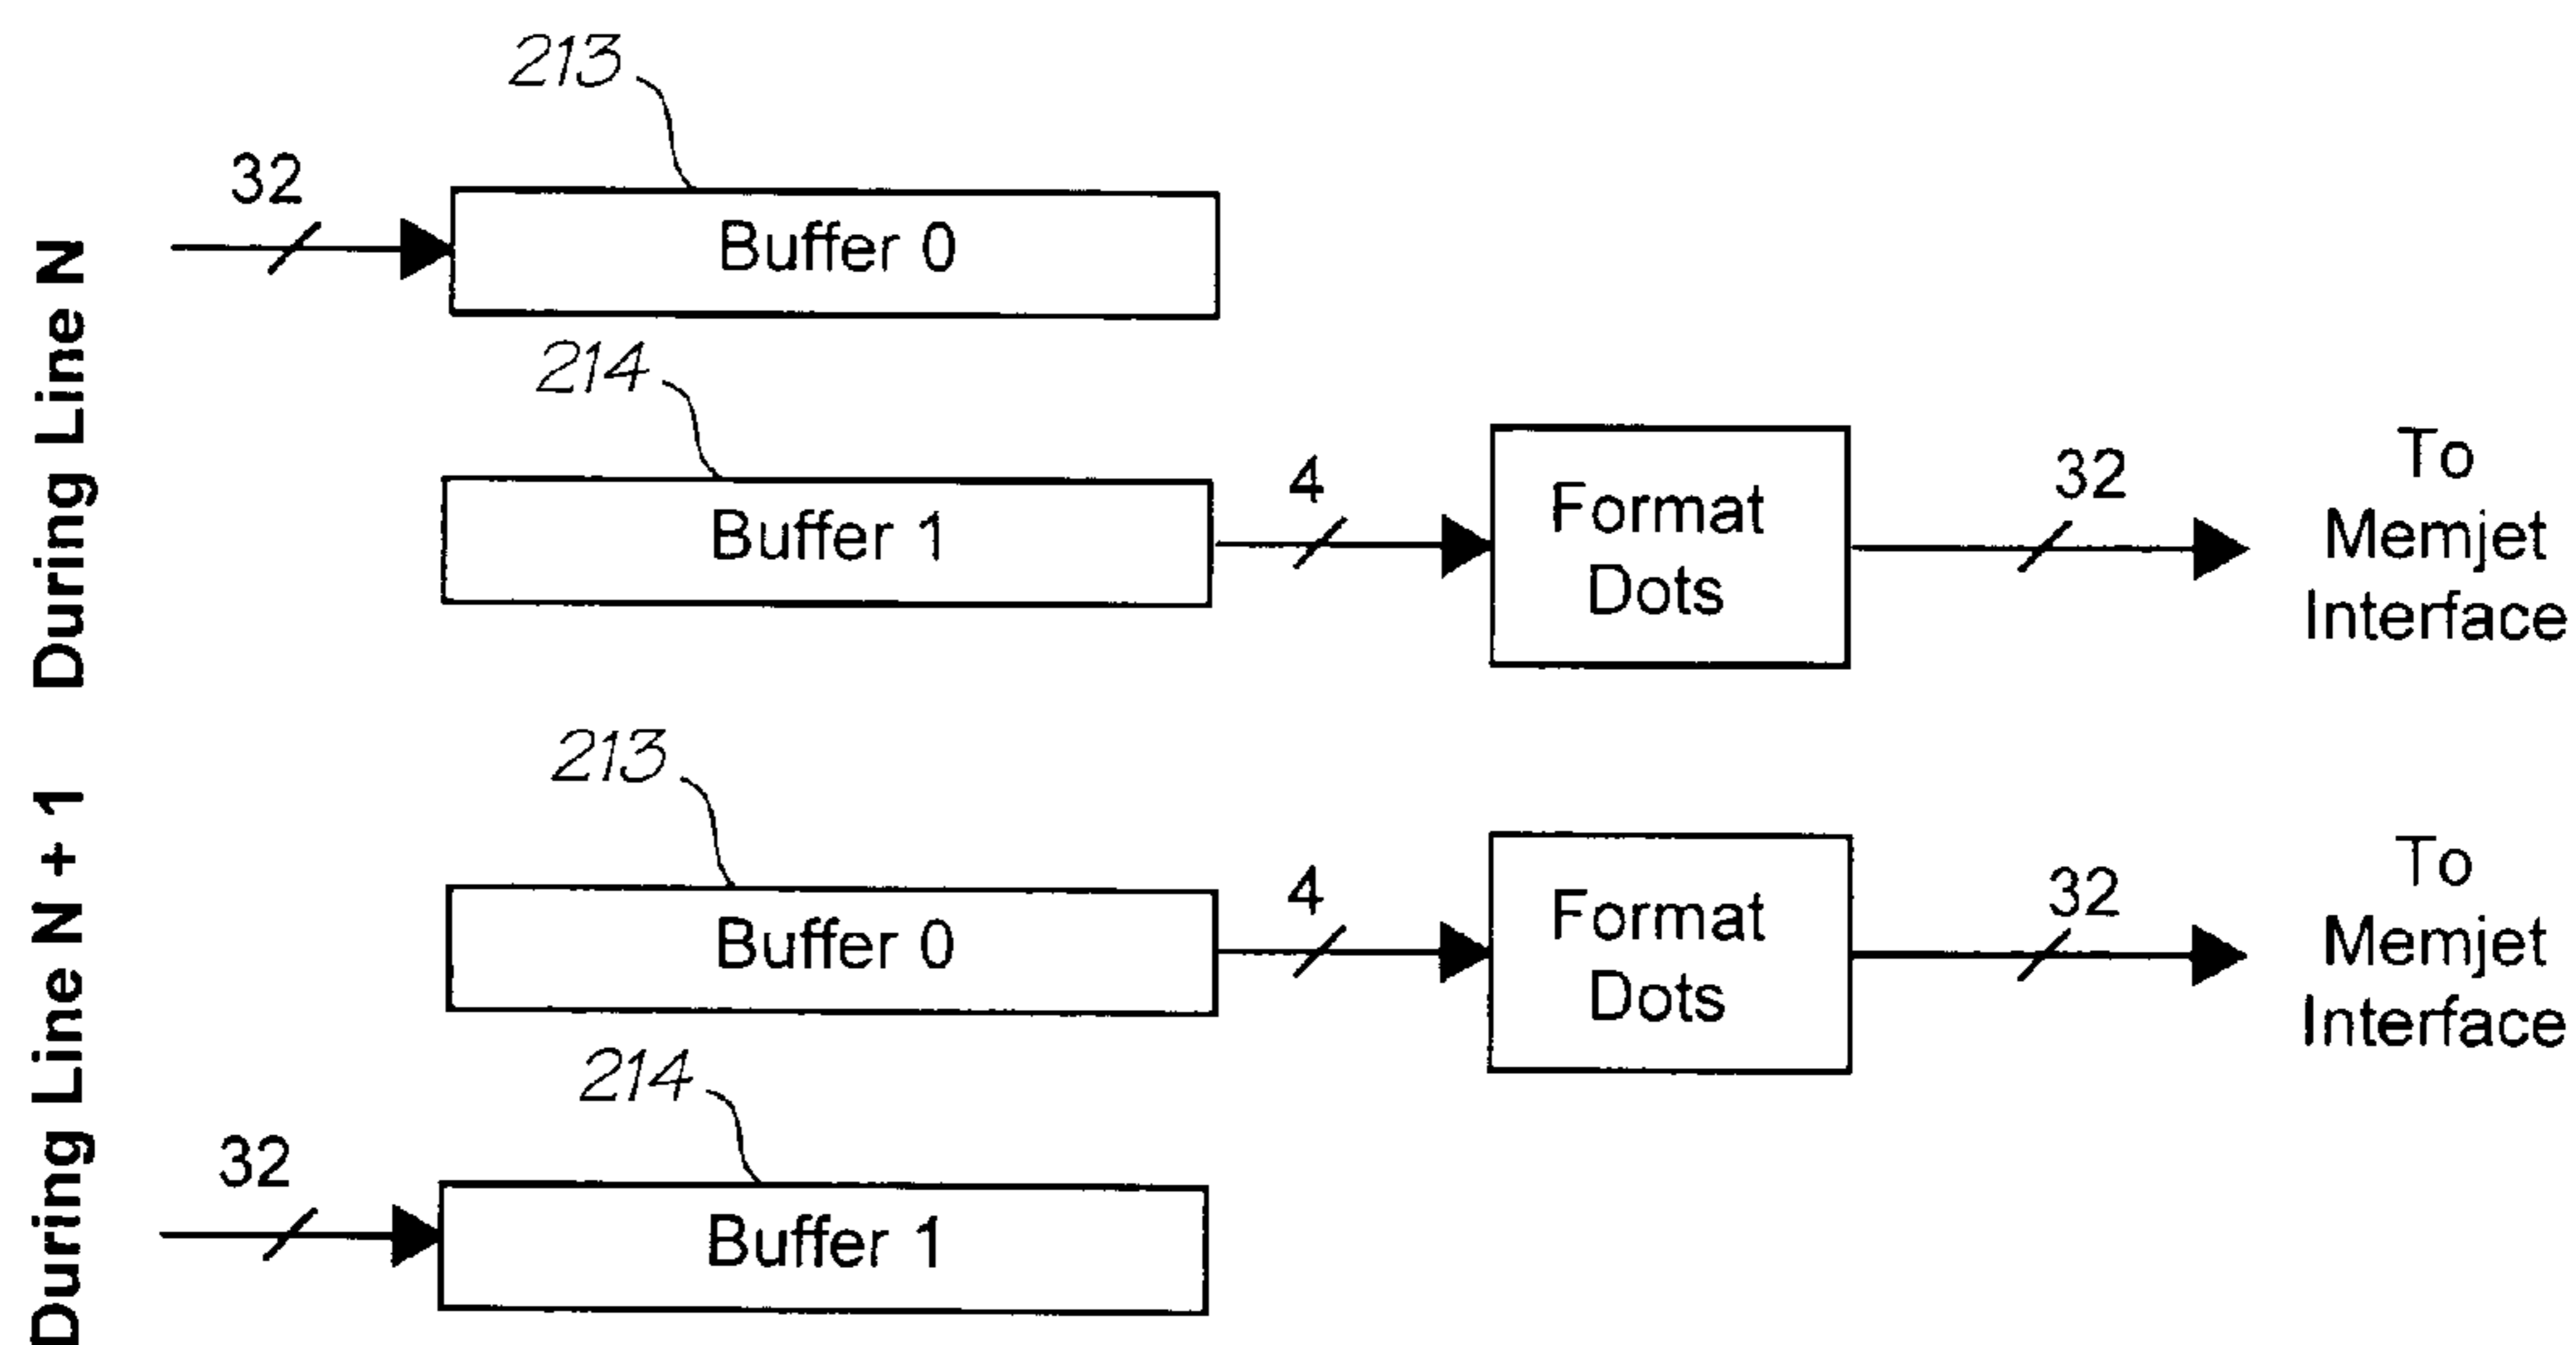 During Line N
213
32
Buffer 0
214
Buffer 1
4
Format
Dots
32
To
Memjet
Interface
During Line N + 1
213
Buffer 0
4
Format
Dots
32
To
Memjet
Interface
214
32
Buffer 1